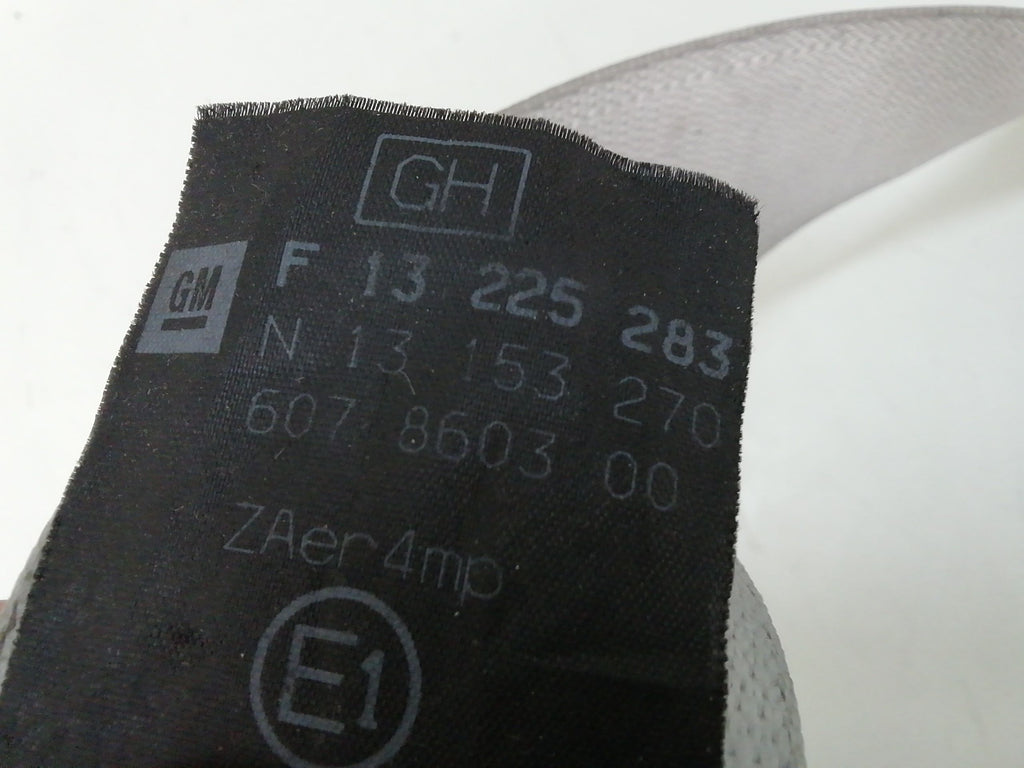 GH
GM
F 13 225 283
N 13 153 270
607 8603 00
ZAer4mp
E1